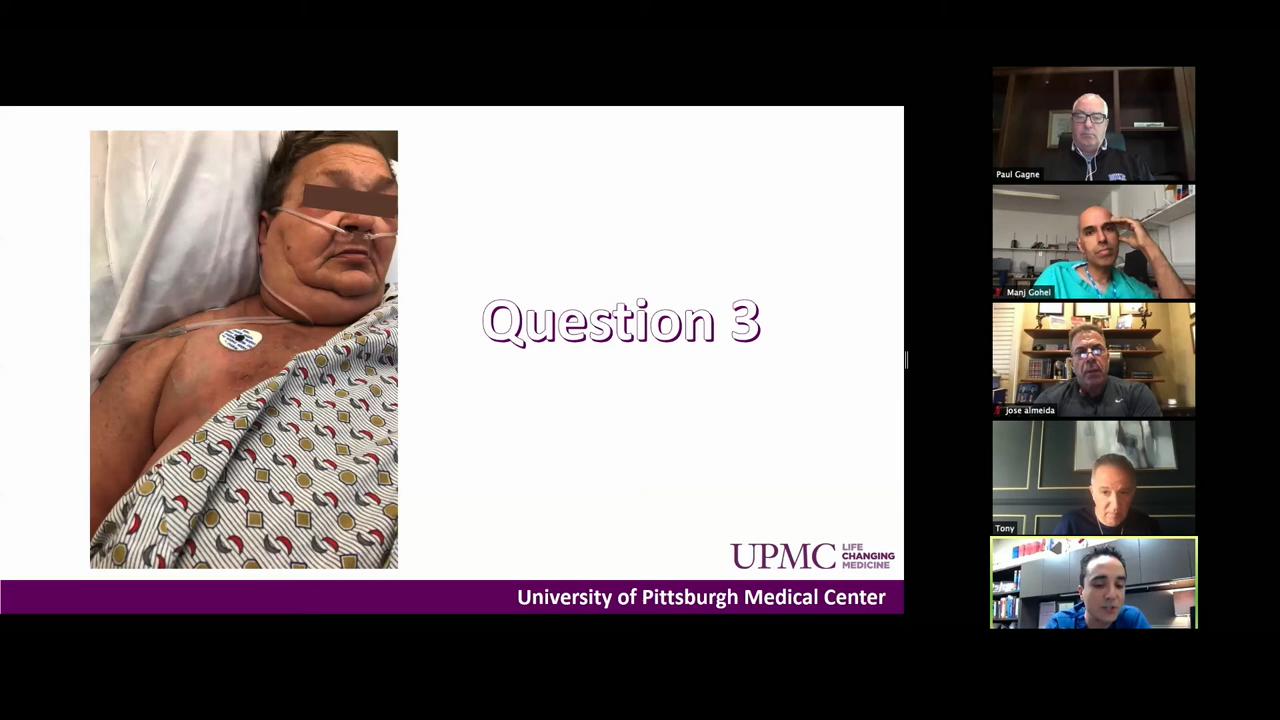 Question 3
UPMC
LIFE
CHANGING
MEDICINE
University of Pittsburgh Medical Center
Paul Gagne
Manj Gohel
jose almeida
Tony